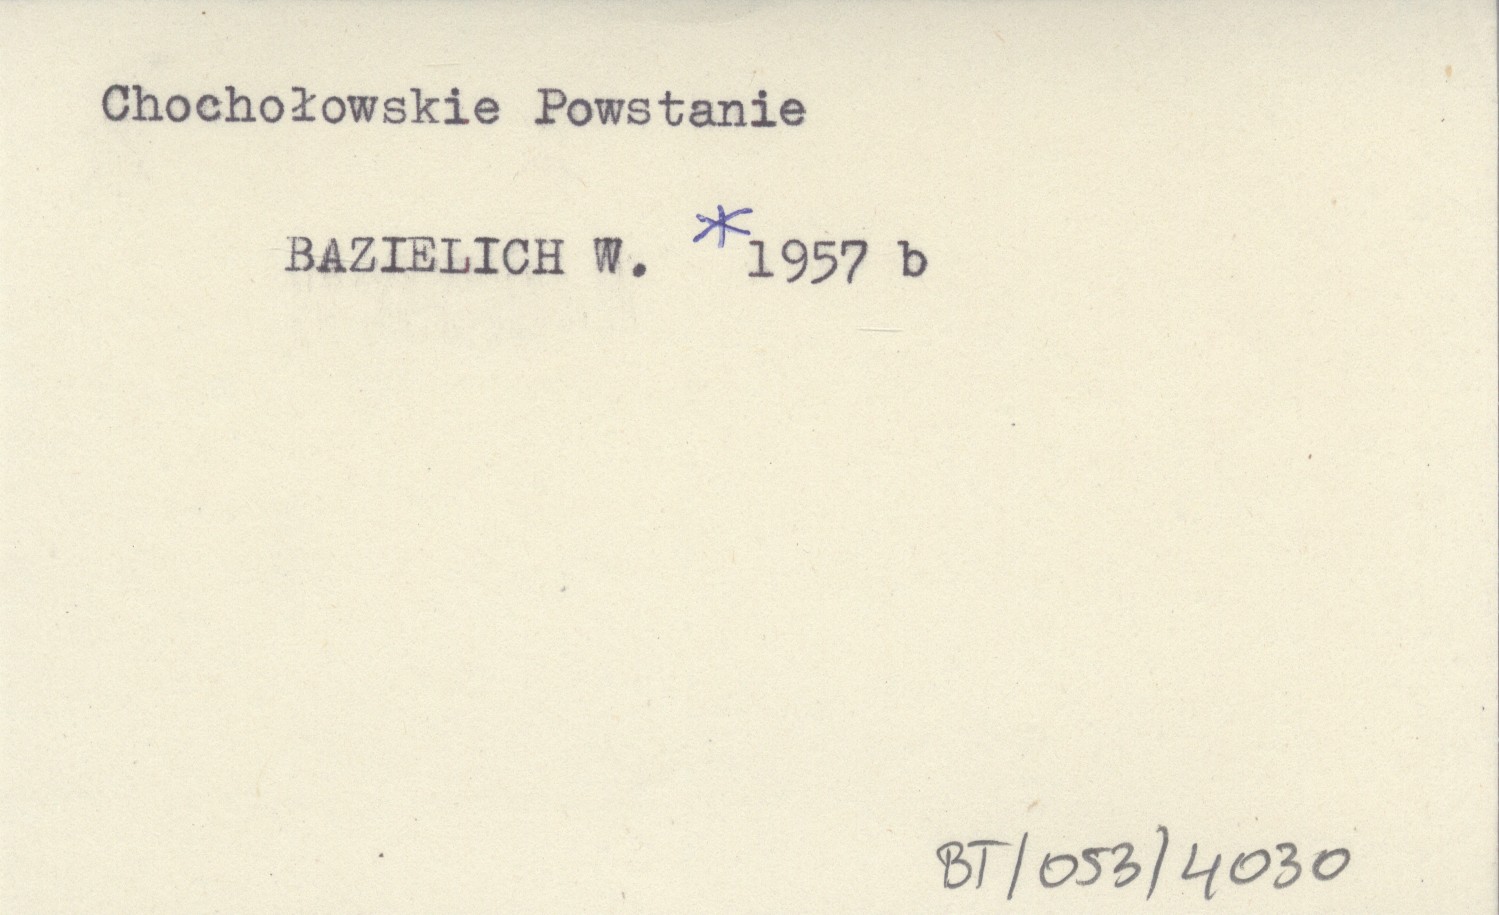 Chochołowskie Powstanie
BAZIELICH W. *1957 b
BT/053/4030